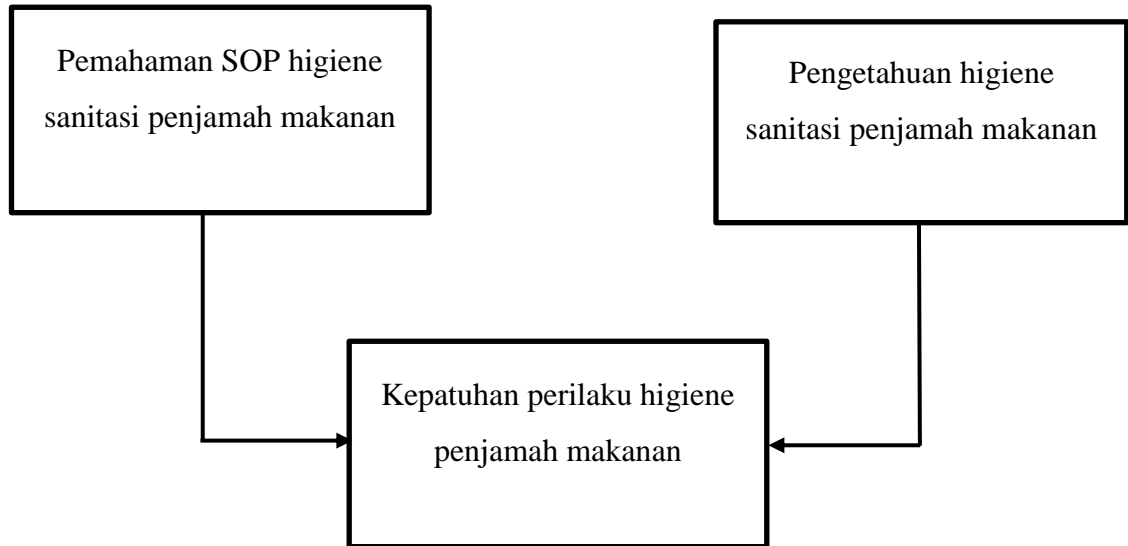 Pemahaman SOP higiene
sanitasi penjamah makanan
Pengetahuan higiene
sanitasi penjamah makanan
Kepatuhan perilaku higiene
penjamah makanan